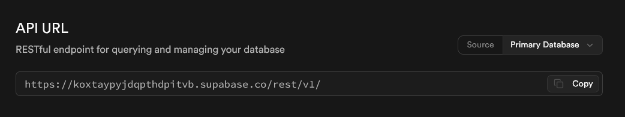 API URL
RESTful endpoint for querying and managing your database
Source Primary Database
https://koxtaypyjdqpthdpitvb.supabase.co/rest/v1/ Copy